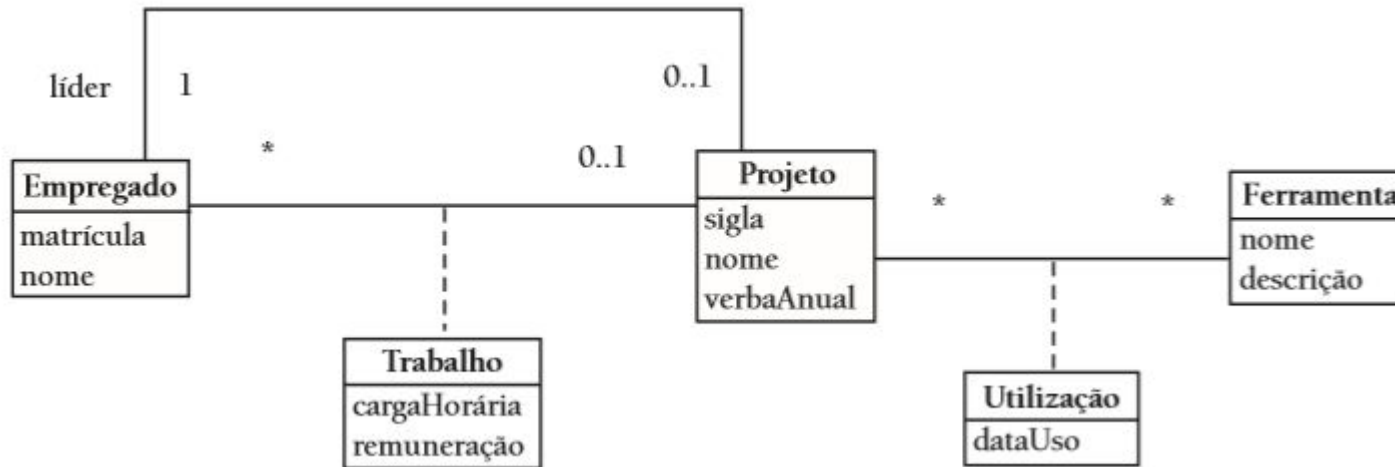 líder
1
0..1
*
0..1
Empregado
matrícula
nome
Projeto
sigla
nome
verbaAnual
*
*
Ferramenta
nome
descrição
Trabalho
cargaHorária
remuneração
Utilização
dataUso